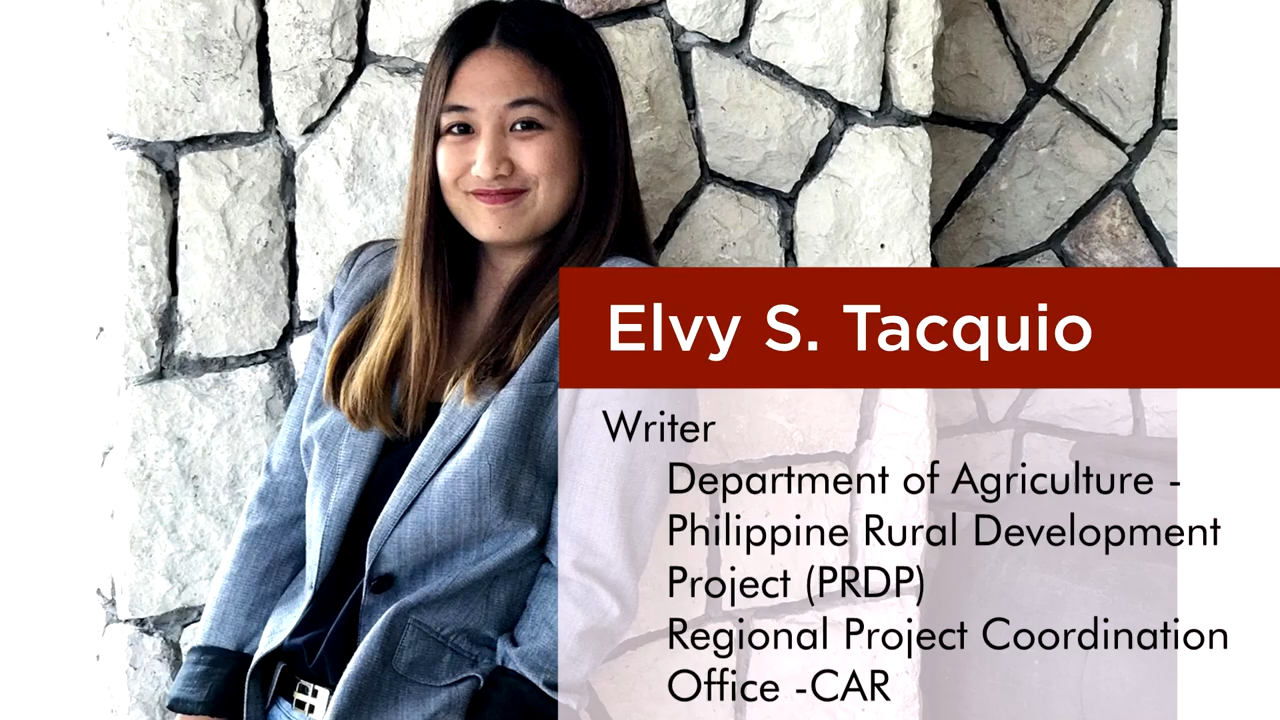 Elvy S. Tacquio
Writer
Department of Agriculture -
Philippine Rural Development
Project (PRDP)
Regional Project Coordination
Office -CAR